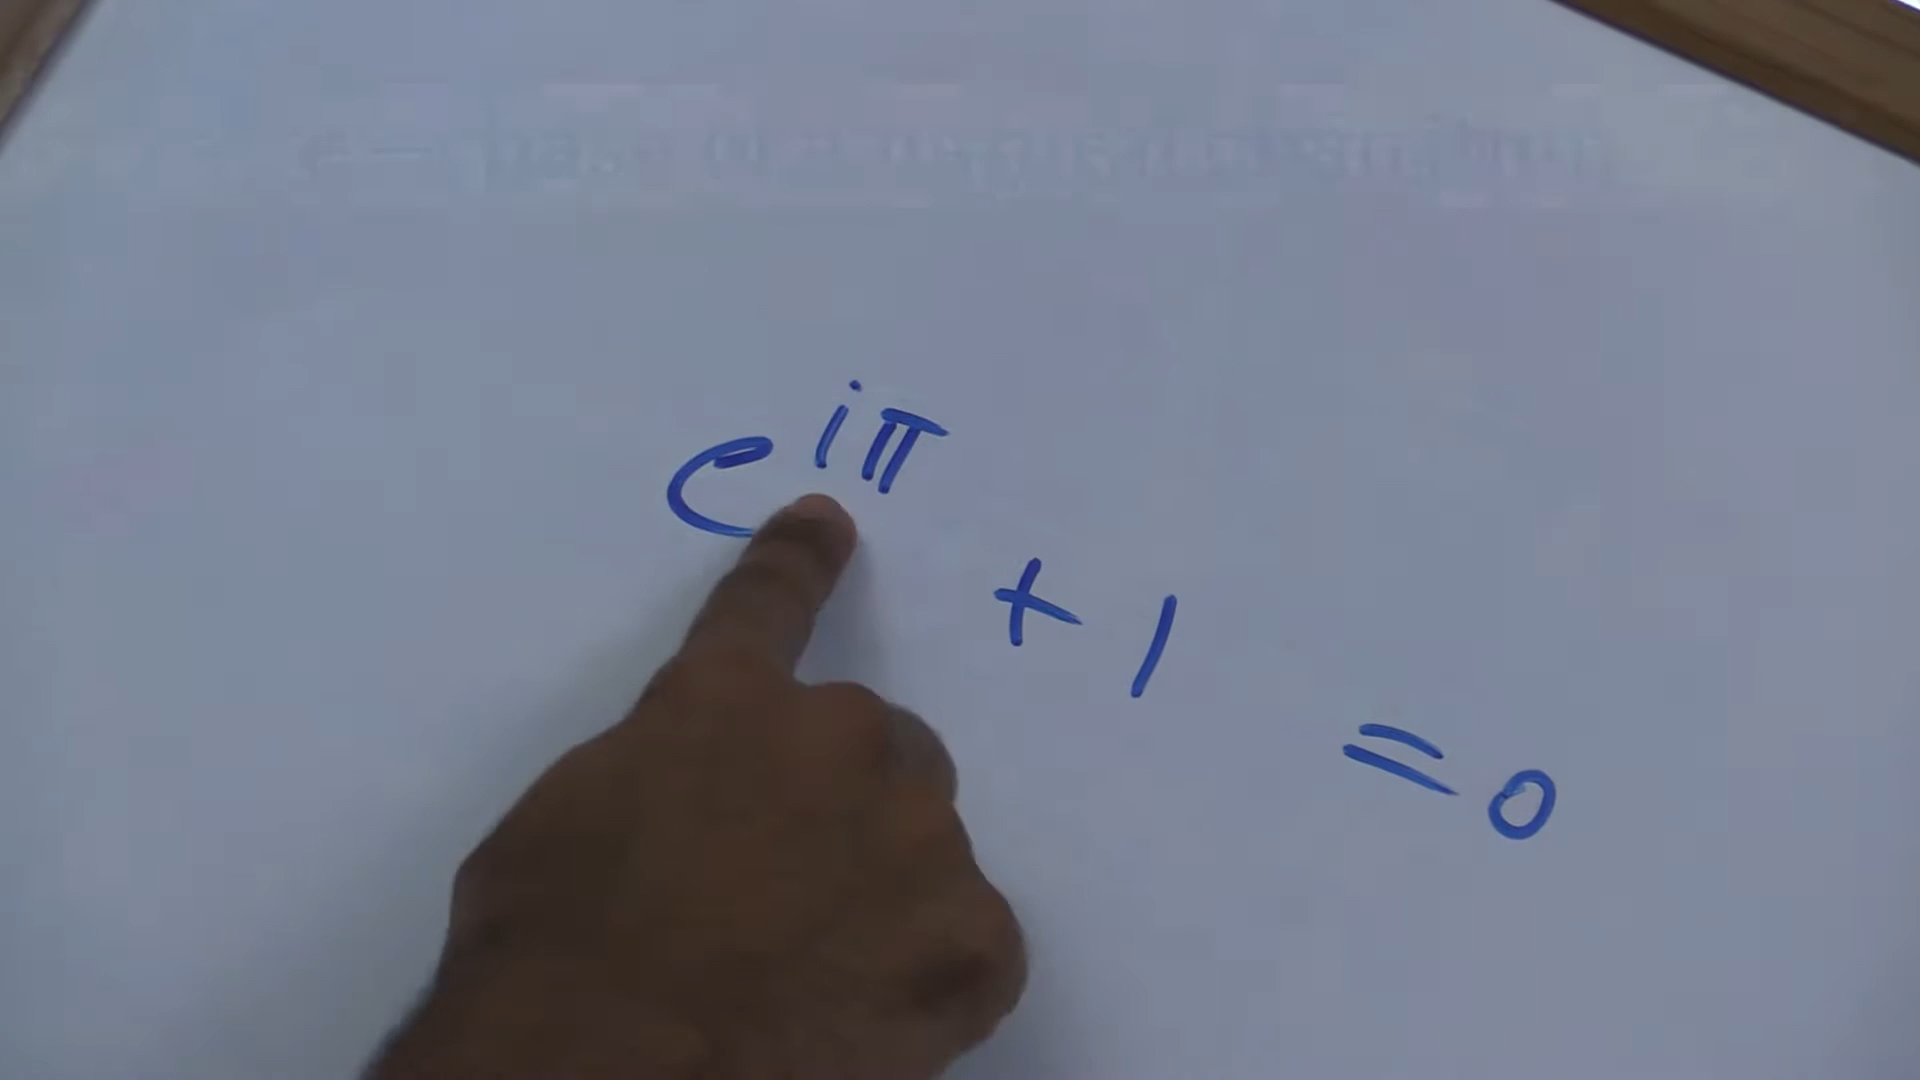 e^{iπ} + 1 = 0